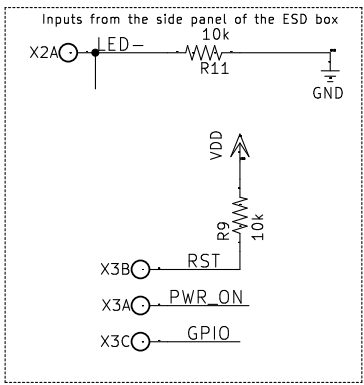 Inputs from the side panel of the ESD box
10k
X2A LED-
R11
GND
VDD
R9 10k
X3B RST
X3A PWR_ON
X3C GPIO